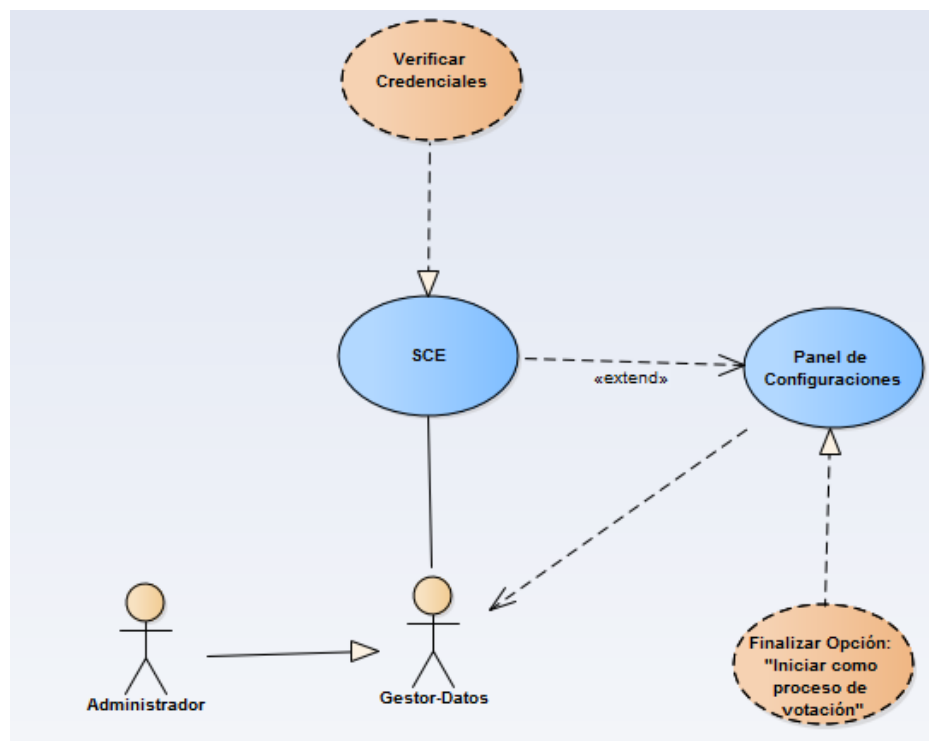 Verificar
Credenciales
SCE
Panel de
Configuraciones
«extend»
Finalizar Opción:
"Iniciar como
proceso de
votación"
Administrador
Gestor-Datos